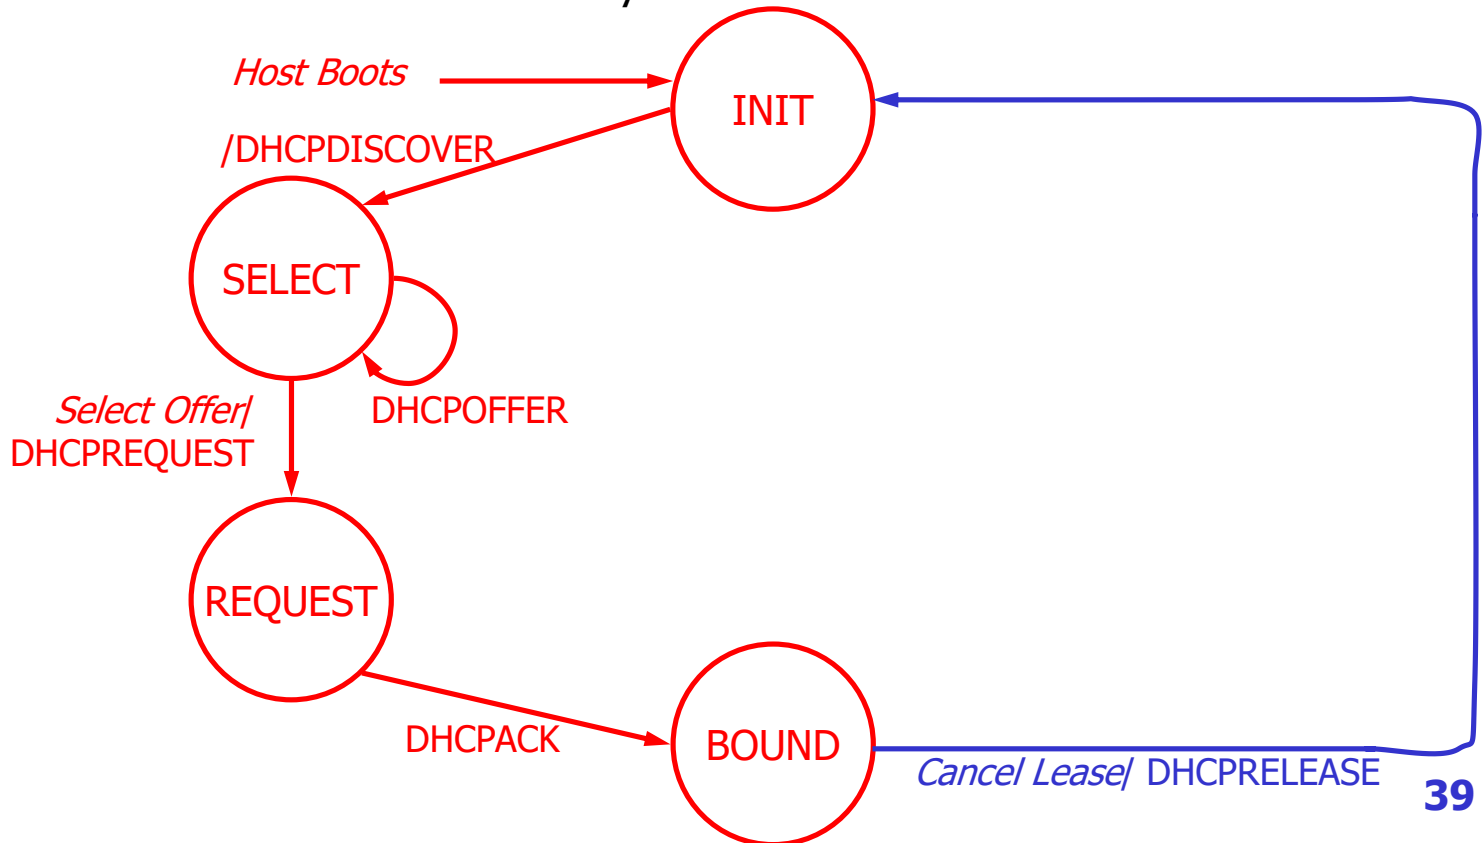 Host Boots
INIT
/DHCPDISCOVER
SELECT
Select Offer/
DHCPREQUEST
DHCPOFFER
REQUEST
DHCPACK
BOUND
Cancel Lease/ DHCPRELEASE
39